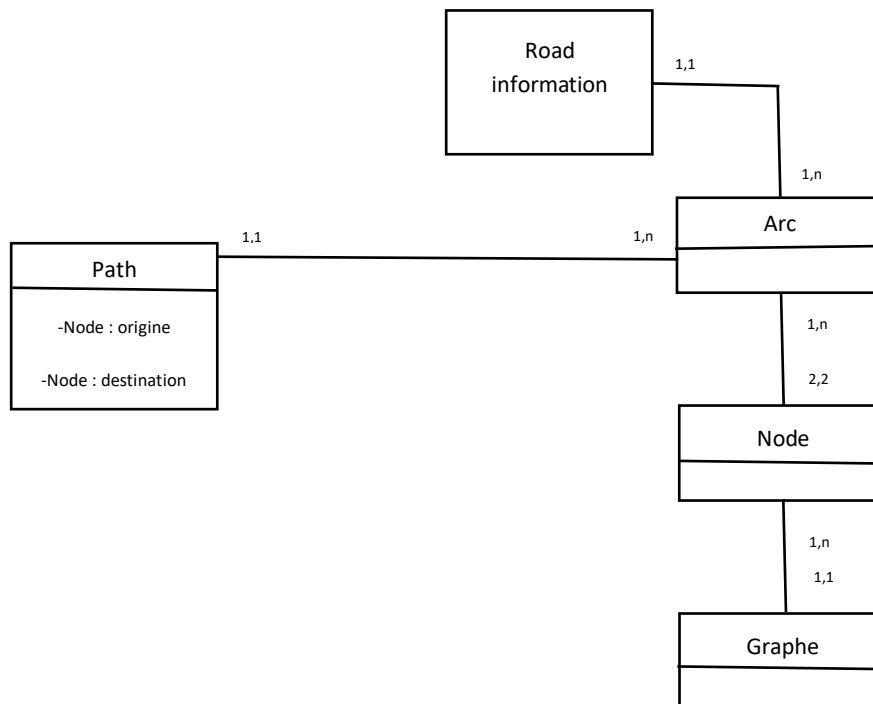 Road
information
1,1
1,n
Arc
1,1
1,n
Path
-Node : origine
-Node : destination
1,n
2,2
Node
1,n
1,1
Graphe